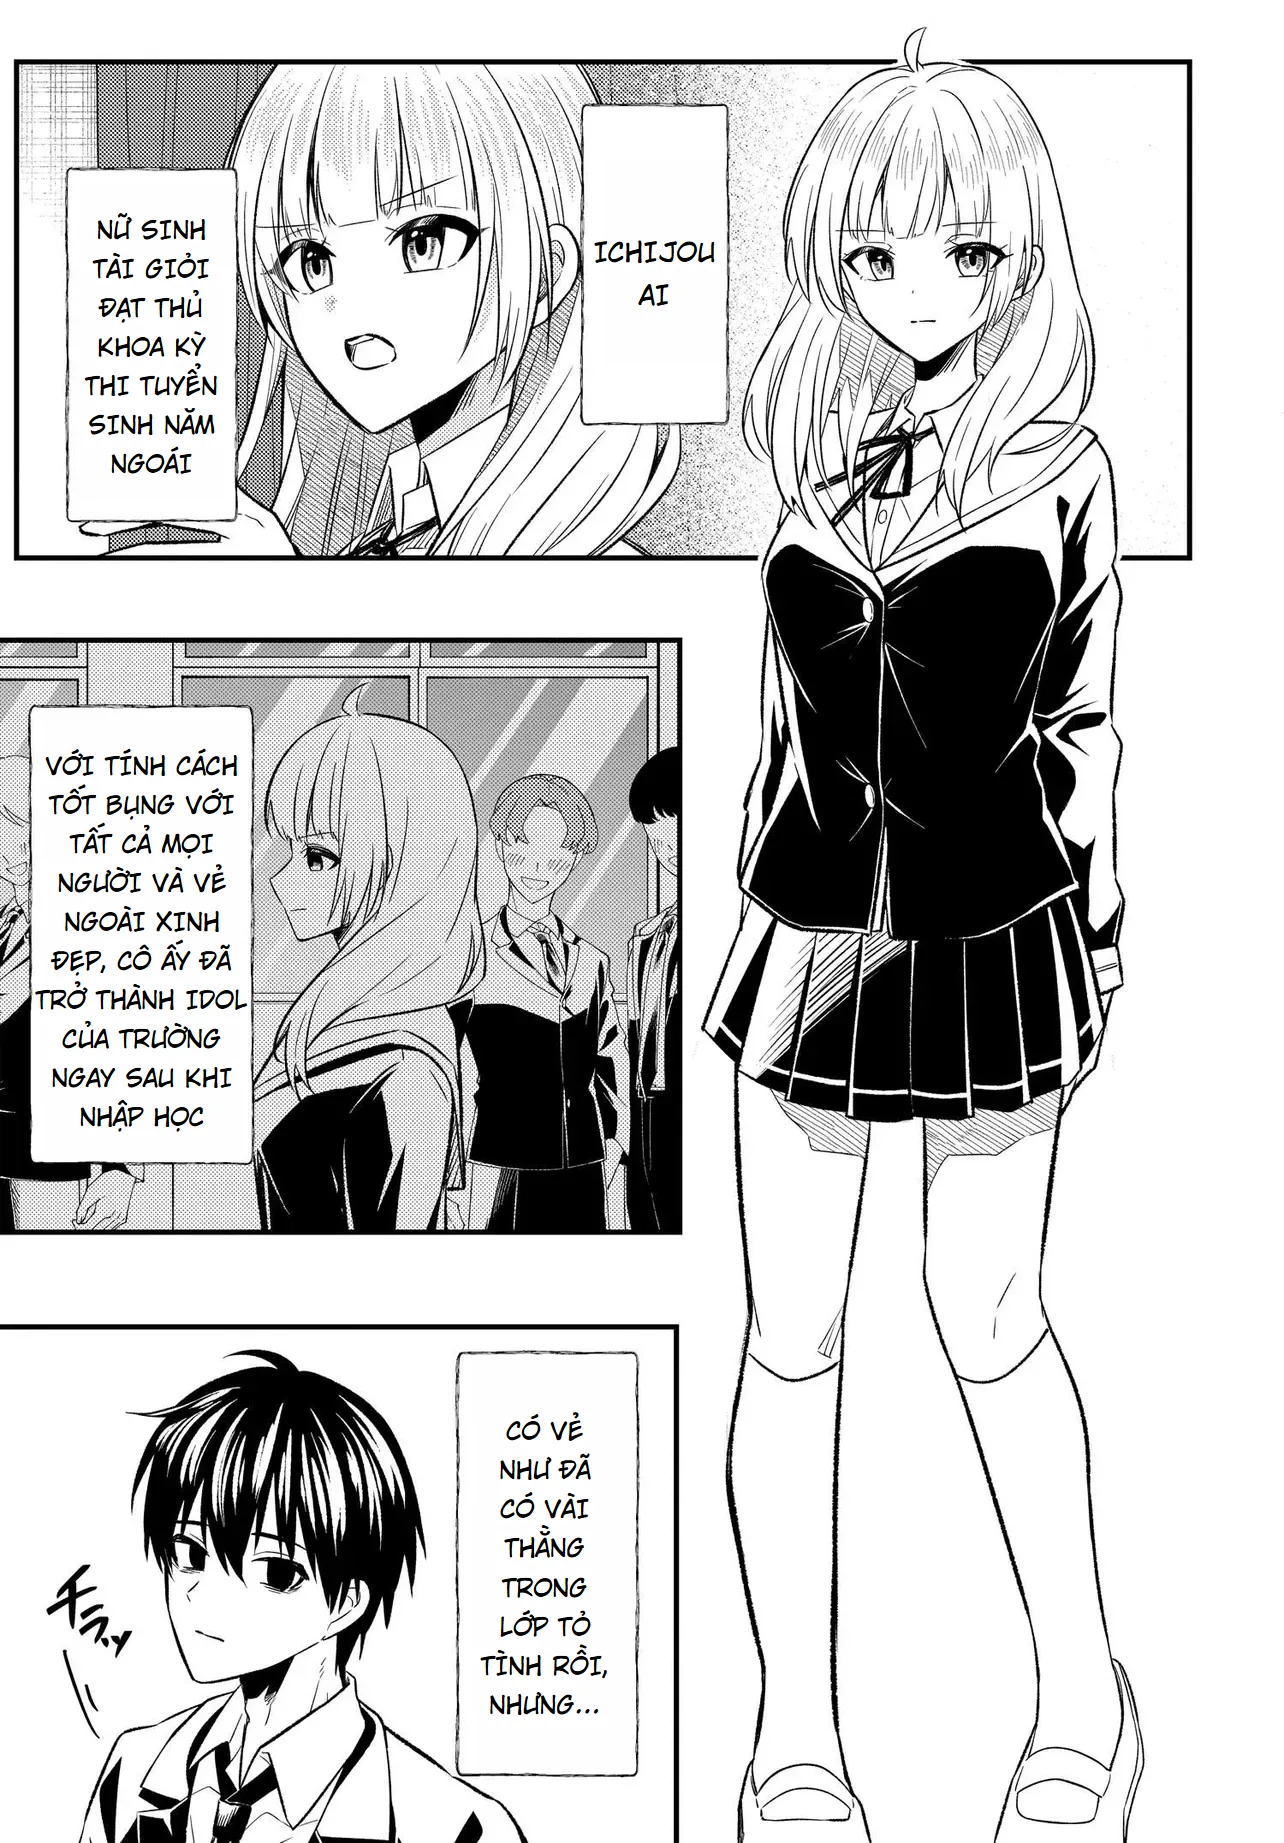 ICHIJOU
AI
NỮ SINH
TÀI GIỎI
ĐẠT THỦ
KHOA KỲ
THI TUYỂN
SINH NĂM
NGOÁI
VỚI TÍNH CÁCH
TỐT BỤNG VỚI
TẤT CẢ MỌI
NGƯỜI VÀ VẺ
NGOÀI XINH
ĐẸP, CÔ ẤY ĐÃ
TRỞ THÀNH IDOL
CỦA TRƯỜNG
NGAY SAU KHI
NHẬP HỌC
CÓ VẺ
NHƯ ĐÃ
CÓ VÀI
THẰNG
TRONG
LỚP TỎ
TÌNH RỒI,
NHƯNG...
チラッ